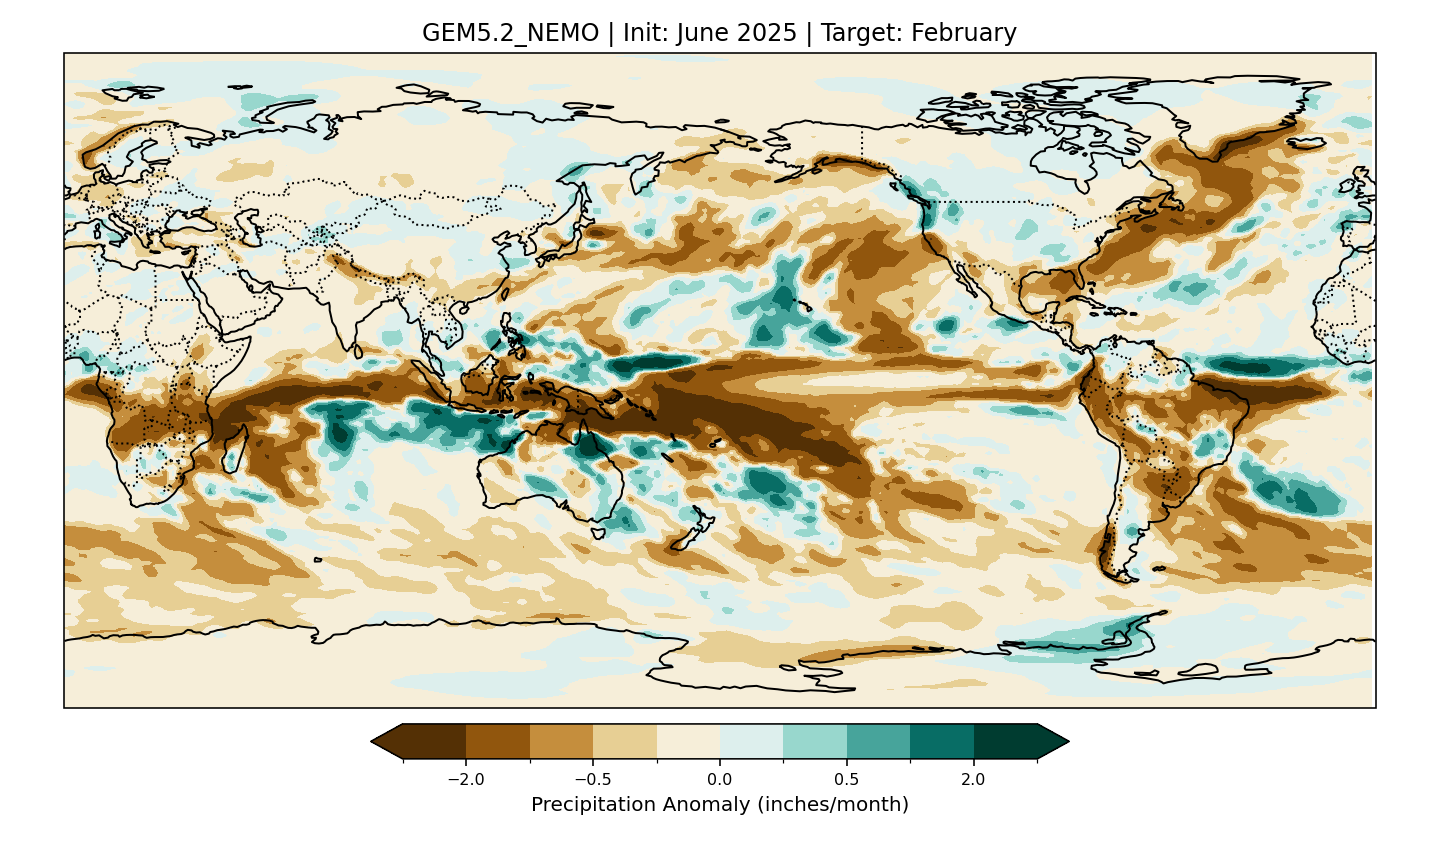 GEM5.2_NEMO | Init: June 2025 | Target: February
−2.0 −0.5 0.0 0.5 2.0
Precipitation Anomaly (inches/month)